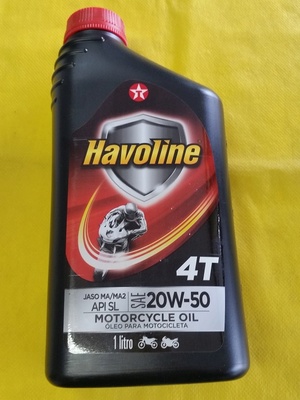 Havoline
4T
JASO MA/MA2
API SL
SAE
20W-50
MOTORCYCLE OIL
ÓLEO PARA MOTOCICLETA
1 litro